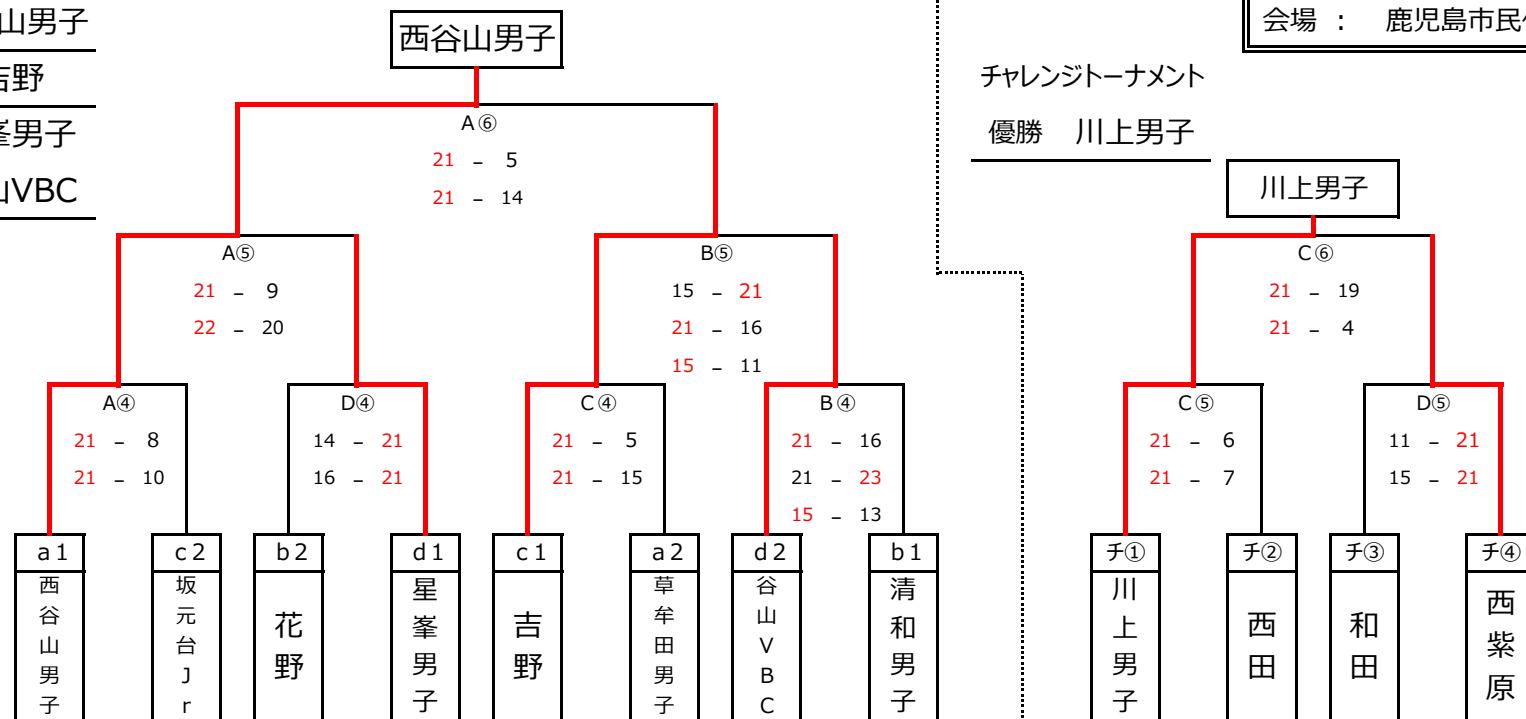 山男子
吉野
峯男子
山VBC
西谷山男子
会場 : 鹿児島市民
チャレンジトーナメント
優勝 川上男子
川上男子
A⑥
21 – 5
21 – 14
A⑤
21 – 9
22 – 20
B⑤
15 – 21
21 – 16
15 – 11
C⑥
21 – 19
21 – 4
A④
21 – 8
21 – 10
D④
14 – 21
16 – 21
C④
21 – 5
21 – 15
B④
21 – 16
21 – 23
15 – 13
C⑤
21 – 6
21 – 7
D⑤
11 – 21
15 – 21
a1
西谷山男子
c2
坂元台Jr
b2
花野
d1
星峯男子
c1
吉野
a2
草牟田男子
d2
谷山VBC
b1
清和男子
チ①
川上男子
チ②
西田
チ③
和田
チ④
西紫原